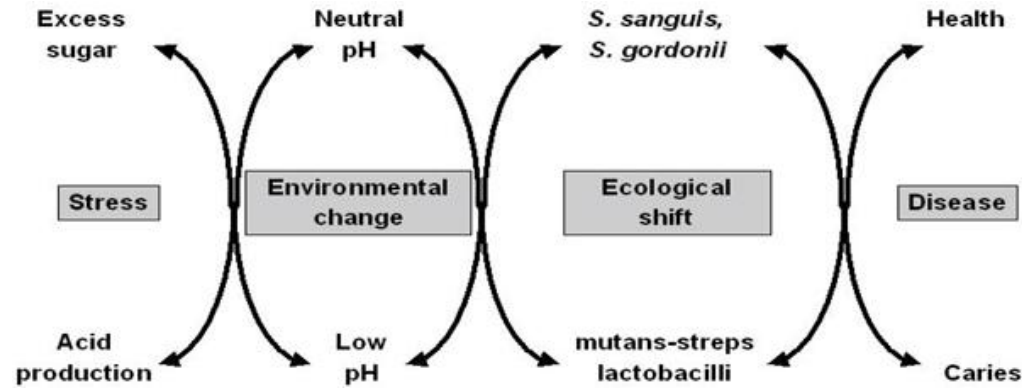 Excess
sugar
Neutral
pH
S. sanguis,
S. gordonii
Health
Stress
Environmental
change
Ecological
shift
Disease
Acid
production
Low
pH
mutans-streps
lactobacilli
Caries